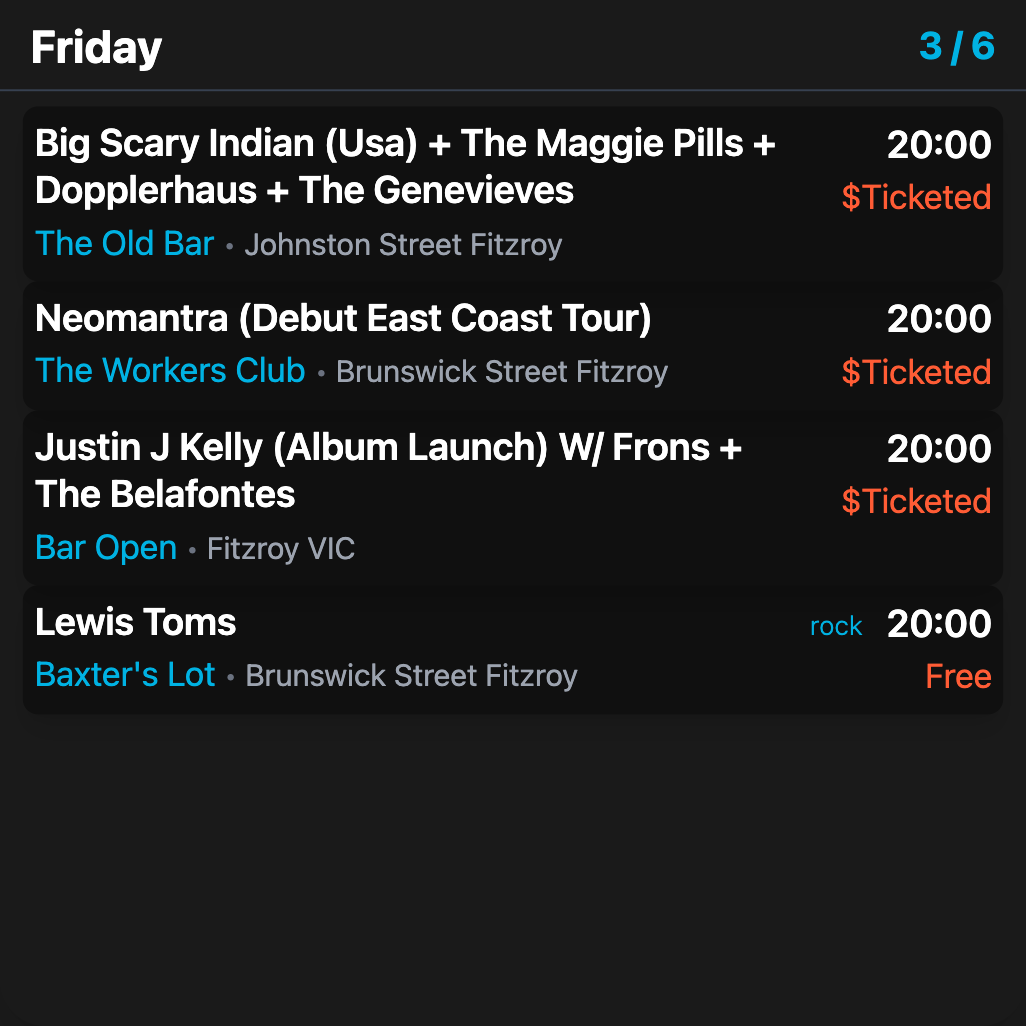 Friday 3 / 6
Big Scary Indian (Usa) + The Maggie Pills + 20:00
Dopplerhaus + The Genevieves $Ticketed
The Old Bar • Johnston Street Fitzroy
Neomantra (Debut East Coast Tour) 20:00
The Workers Club • Brunswick Street Fitzroy $Ticketed
Justin J Kelly (Album Launch) W/ Frons + 20:00
The Belafontes $Ticketed
Bar Open • Fitzroy VIC
Lewis Toms rock 20:00
Baxter's Lot • Brunswick Street Fitzroy Free